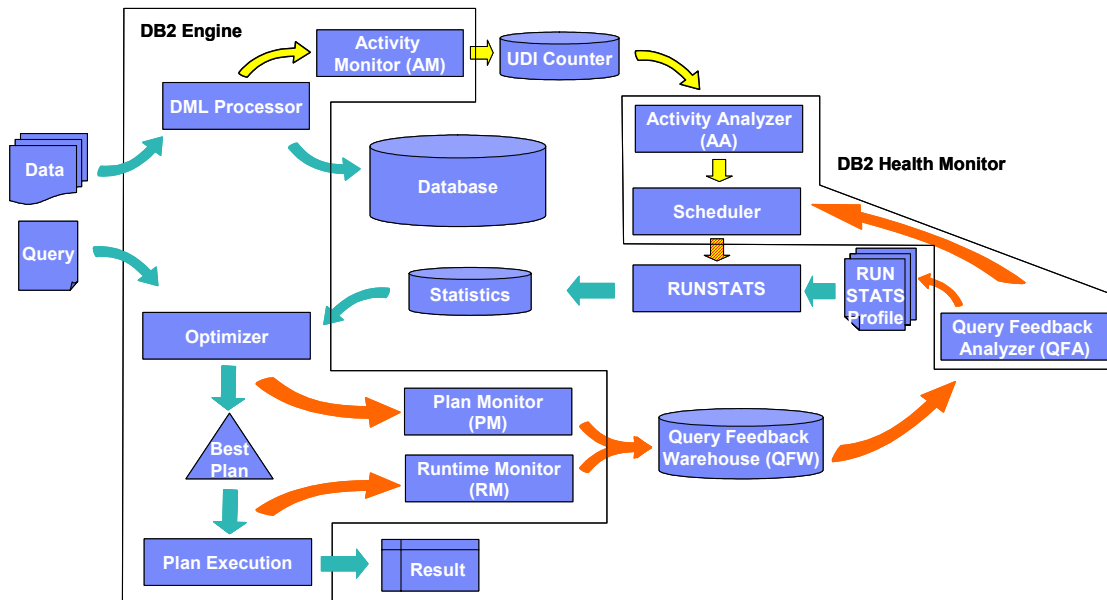 DB2 Engine
Activity
Monitor (AM)
UDI Counter
DML Processor
Activity Analyzer
(AA)
DB2 Health Monitor
Data
Database
Scheduler
Query
RUNSTATS
RUN
STATS
Profile
Statistics
Optimizer
Query Feedback
Analyzer (QFA)
Plan Monitor
(PM)
Best
Plan
Query Feedback
Warehouse (QFW)
Runtime Monitor
(RM)
Plan Execution
Result